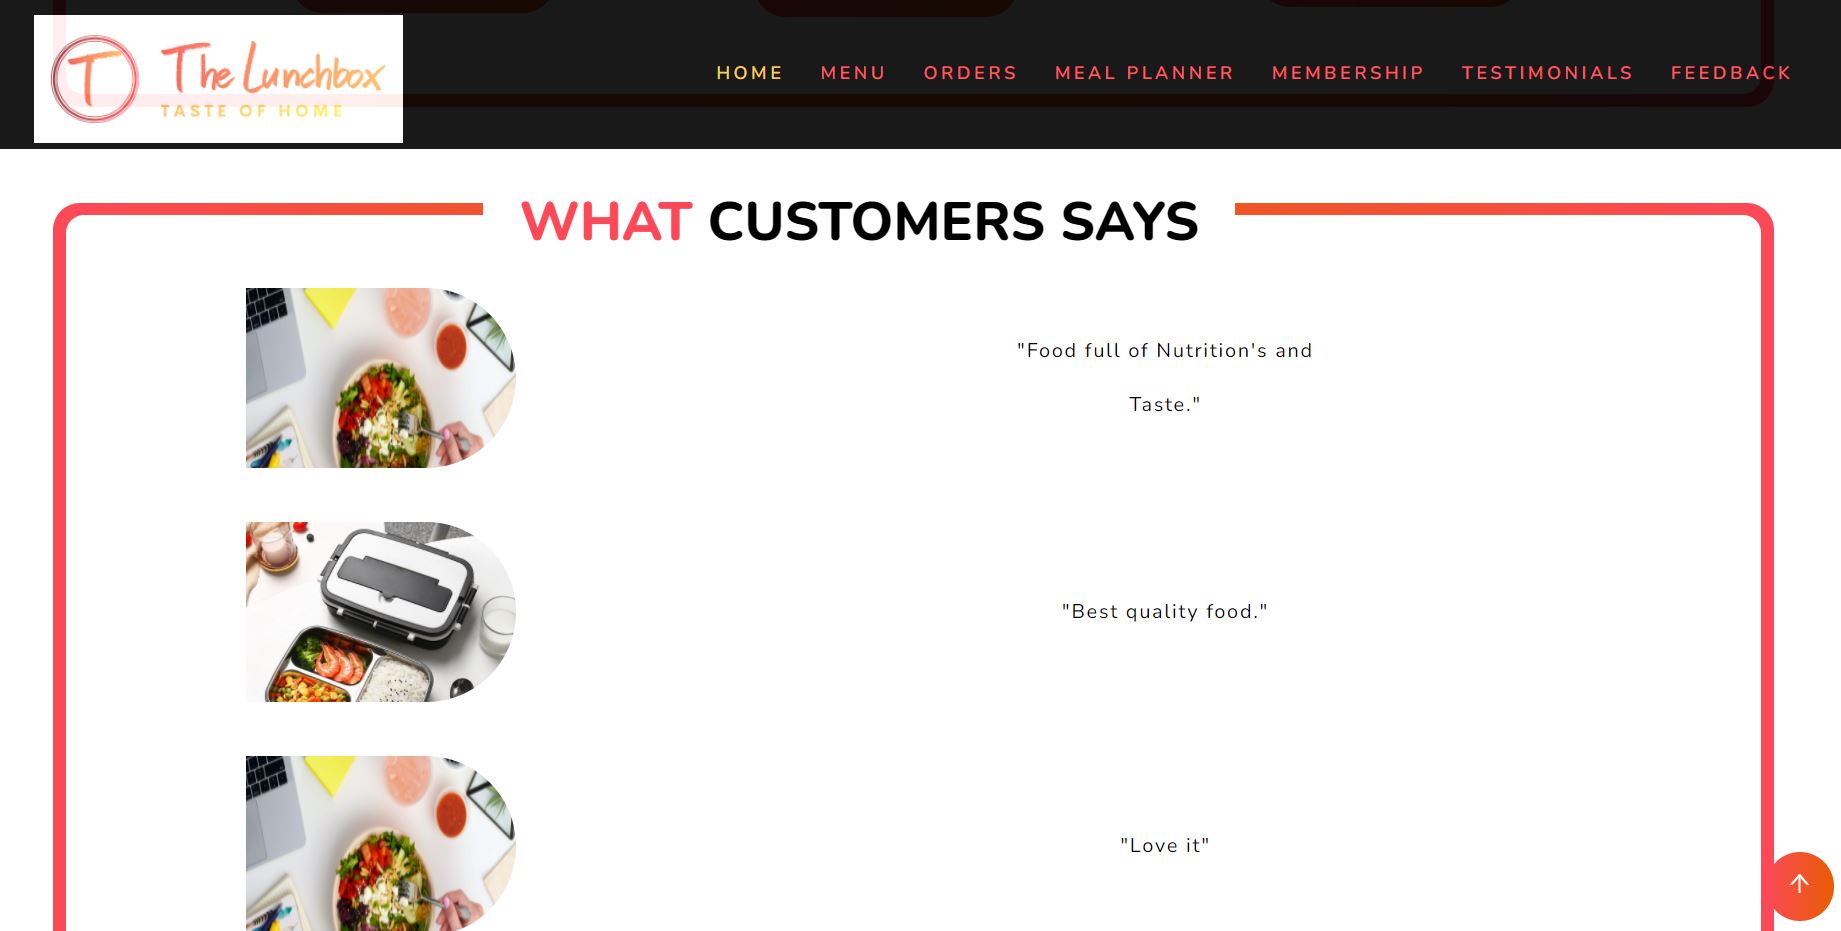 T
The Lunchbox
TASTE OF HOME
HOME MENU ORDERS MEAL PLANNER MEMBERSHIP TESTIMONIALS FEEDBACK
WHAT CUSTOMERS SAYS
"Food full of Nutrition's and
Taste."
"Best quality food."
"Love it"